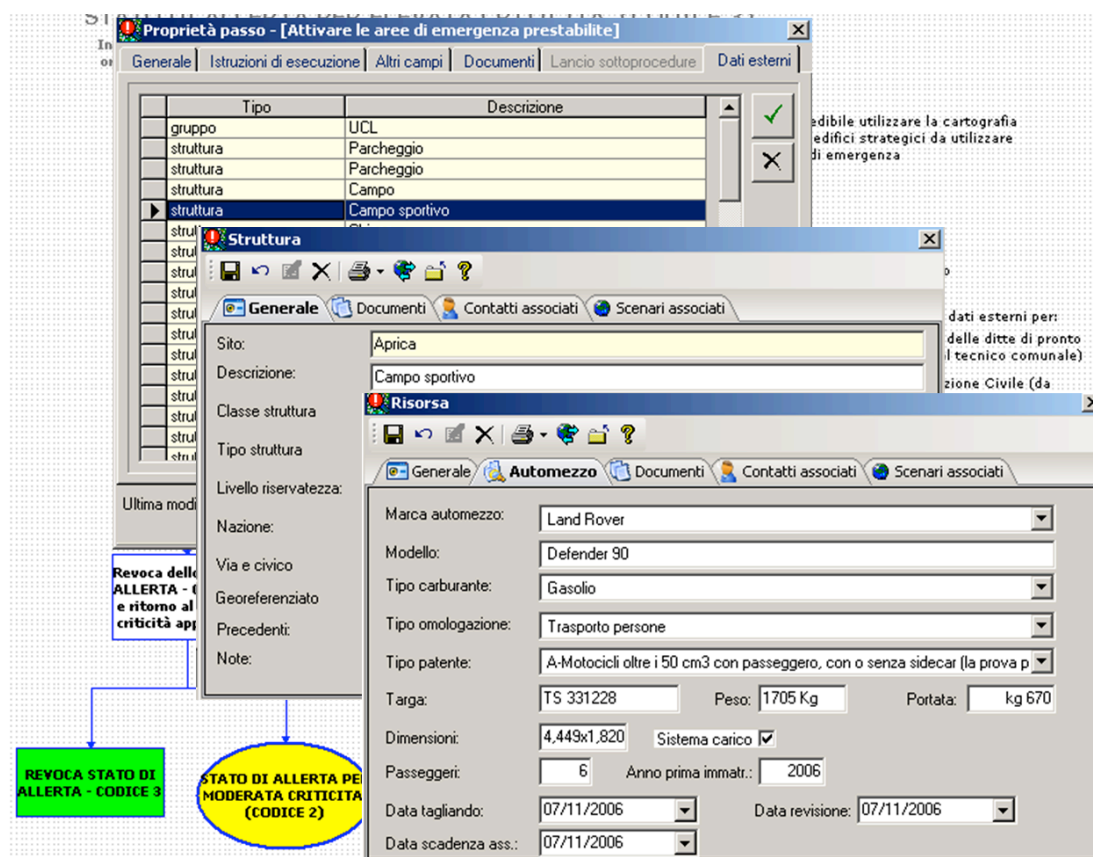 STATO DI ALLERTA PER ELEVATA CRITICITA' (CODICE 3)
Proprietà passo - [Attivare le aree di emergenza prestabilite]
Generale Istruzioni di esecuzione Altri campi Documenti Lancio sottoprocedure Dati esterni
Tipo Descrizione
gruppo UCL
struttura Parcheggio
struttura Parcheggio
struttura Campo
struttura Campo sportivo
edibile utilizzare la cartografia
edifici strategici da utilizzare
di emergenza
dati esterni per:
delle ditte di pronto
l tecnico comunale)
zione Civile (da
Ultima modi
Struttura
Generale Documenti Contatti associati Scenari associati
Sito: Aprica
Descrizione: Campo sportivo
Classe struttura
Tipo struttura
Livello riservatezza:
Nazione:
Via e civico
Georeferenziato
Precedenti:
Note:
Risorsa
Generale Automezzo Documenti Contatti associati Scenari associati
Marca automezzo: Land Rover
Modello: Defender 90
Tipo carburante: Gasolio
Tipo omologazione: Trasporto persone
Tipo patente: A-Motocicli oltre i 50 cm3 con passeggero, con o senza sidecar (la prova p
Targa: TS 331228 Peso: 1705 Kg Portata: kg 670
Dimensioni: 4,449x1,820 Sistema carico
Passeggeri: 6 Anno prima immatr.: 2006
Data tagliando: 07/11/2006 Data revisione: 07/11/2006
Data scadenza ass.: 07/11/2006
Revoca dello
ALLERTA - C
e ritorno al
criticità app
REVOCA STATO DI
ALLERTA - CODICE 3
STATO DI ALLERTA PE
MODERATA CRITICITA
(CODICE 2)